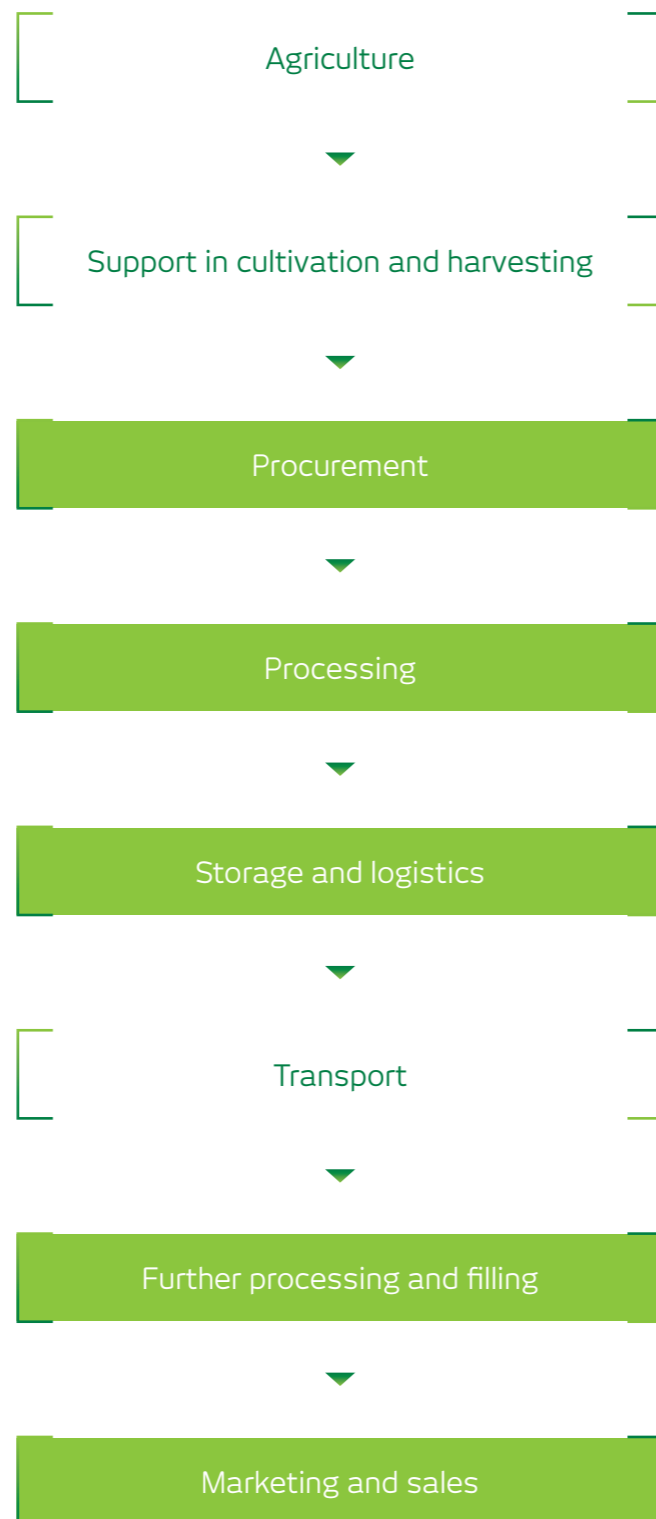 Agriculture
Support in cultivation and harvesting
Procurement
Processing
Storage and logistics
Transport
Further processing and filling
Marketing and sales